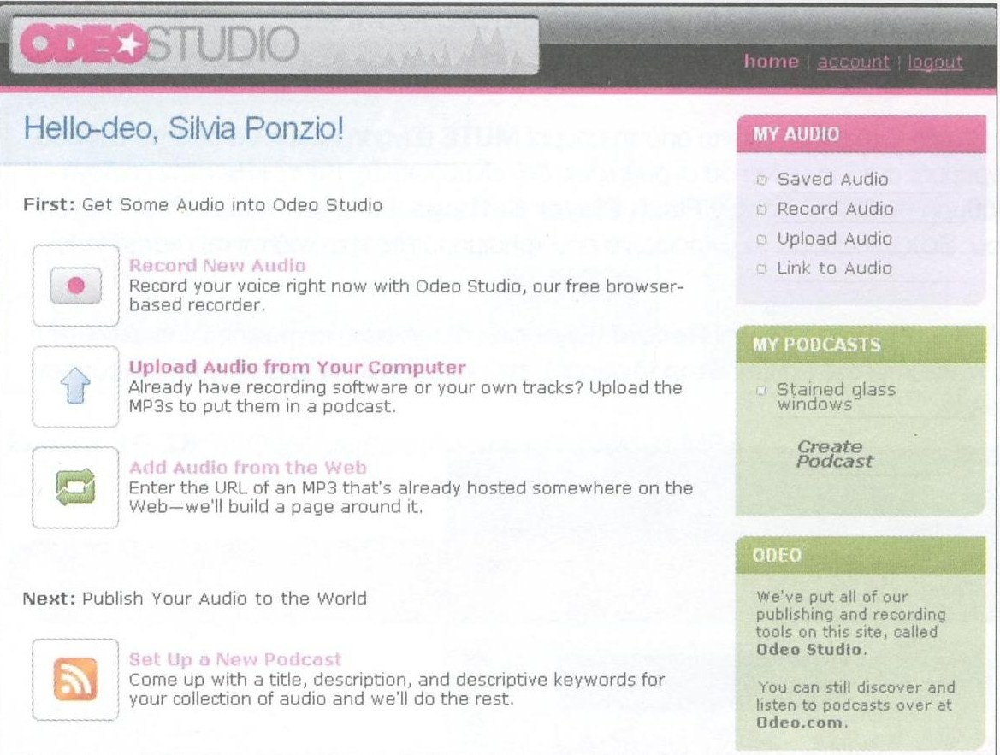 ODEO STUDIO
home | account | logout
Hello-deo, Silvia Ponzio!
First: Get Some Audio into Odeo Studio
Record New Audio
Record your voice right now with Odeo Studio, our free browser-
based recorder.
Upload Audio from Your Computer
Already have recording software or your own tracks? Upload the
MP3s to put them in a podcast.
Add Audio from the Web
Enter the URL of an MP3 that's already hosted somewhere on the
Web—we'll build a page around it.
Next: Publish Your Audio to the World
Set Up a New Podcast
Come up with a title, description, and descriptive keywords for
your collection of audio and we'll do the rest.
MY AUDIO
Saved Audio
Record Audio
Upload Audio
Link to Audio
MY PODCASTS
Stained glass
windows
Create
Podcast
ODEO
We've put all of our
publishing and recording
tools on this site, called
Odeo Studio.
You can still discover and
listen to podcasts over at
Odeo.com.